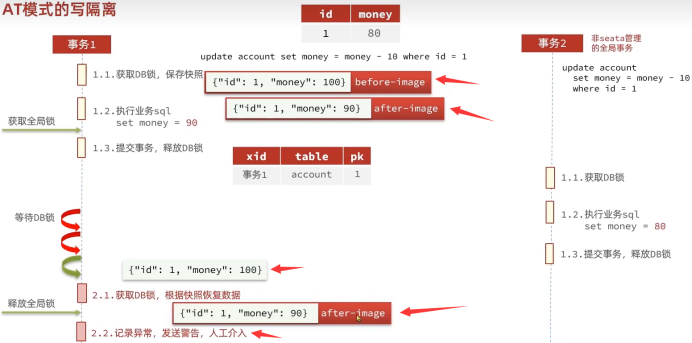 AT模式的写隔离
id money
1 80
事务1
update account set money = money - 10 where id = 1
1.1.获取DB锁，保存快照
{"id": 1, "money": 100} before-image
{"id": 1, "money": 90} after-image
1.2.执行业务sql
set money = 90
获取全局锁
1.3.提交事务，释放DB锁
xid table pk
事务1 account 1
等待DB锁
{"id": 1, "money": 100}
2.1.获取DB锁，根据快照恢复数据
释放全局锁
{"id": 1, "money": 90} after-image
2.2.记录异常，发送警告，人工介入
事务2
非seata管理
的全局事务
update account
set money = money - 10
where id = 1
1.1.获取DB锁
1.2.执行业务sql
set money = 80
1.3.提交事务，释放DB锁